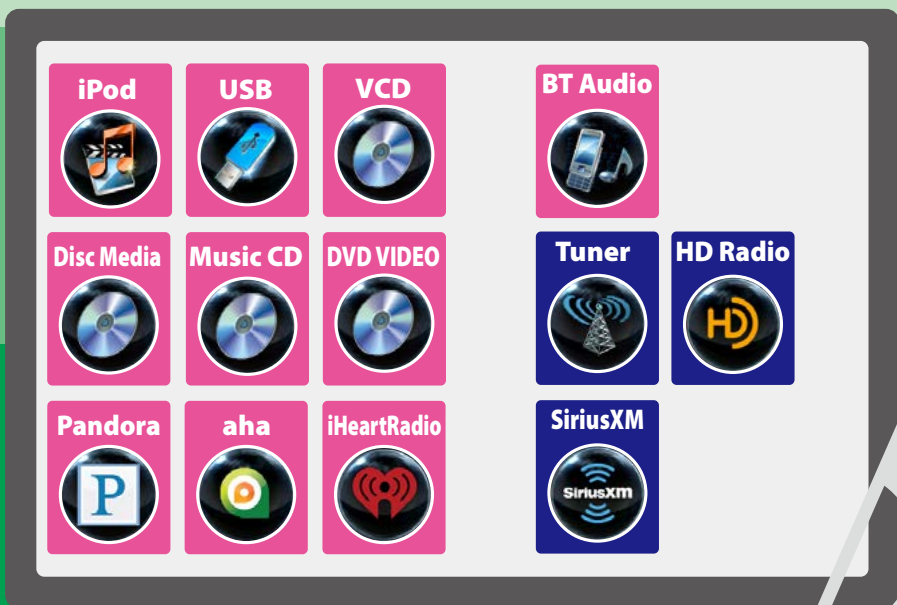 iPod USB VCD BT Audio
Disc Media Music CD DVD VIDEO Tuner HD Radio
HD
Pandora aha iHeartRadio SiriusXM
P SiriusXM